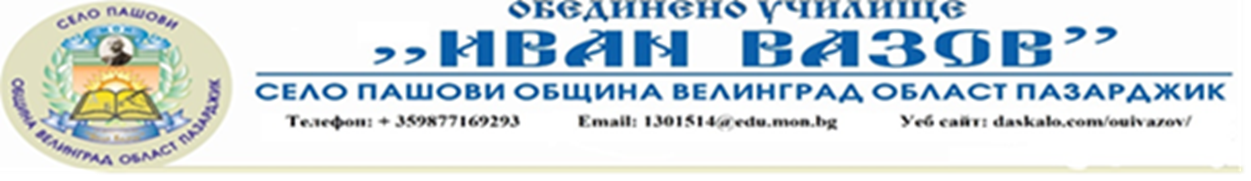 СЕЛО ПАШОВИ
ОБЩИНА ВЕЛИНГРАД ОБЛАСТ ПАЗАРДЖИК
ОБЕДИНЕНО УЧИЛИЩЕ
,,ИВАН ВАЗОВ”
СЕЛО ПАШОВИ ОБЩИНА ВЕЛИНГРАД ОБЛАСТ ПАЗАРДЖИК
Телефон: + 359877169293 Email: 1301514@edu.mon.bg Уеб сайт: daskalo.com/ouivazov/